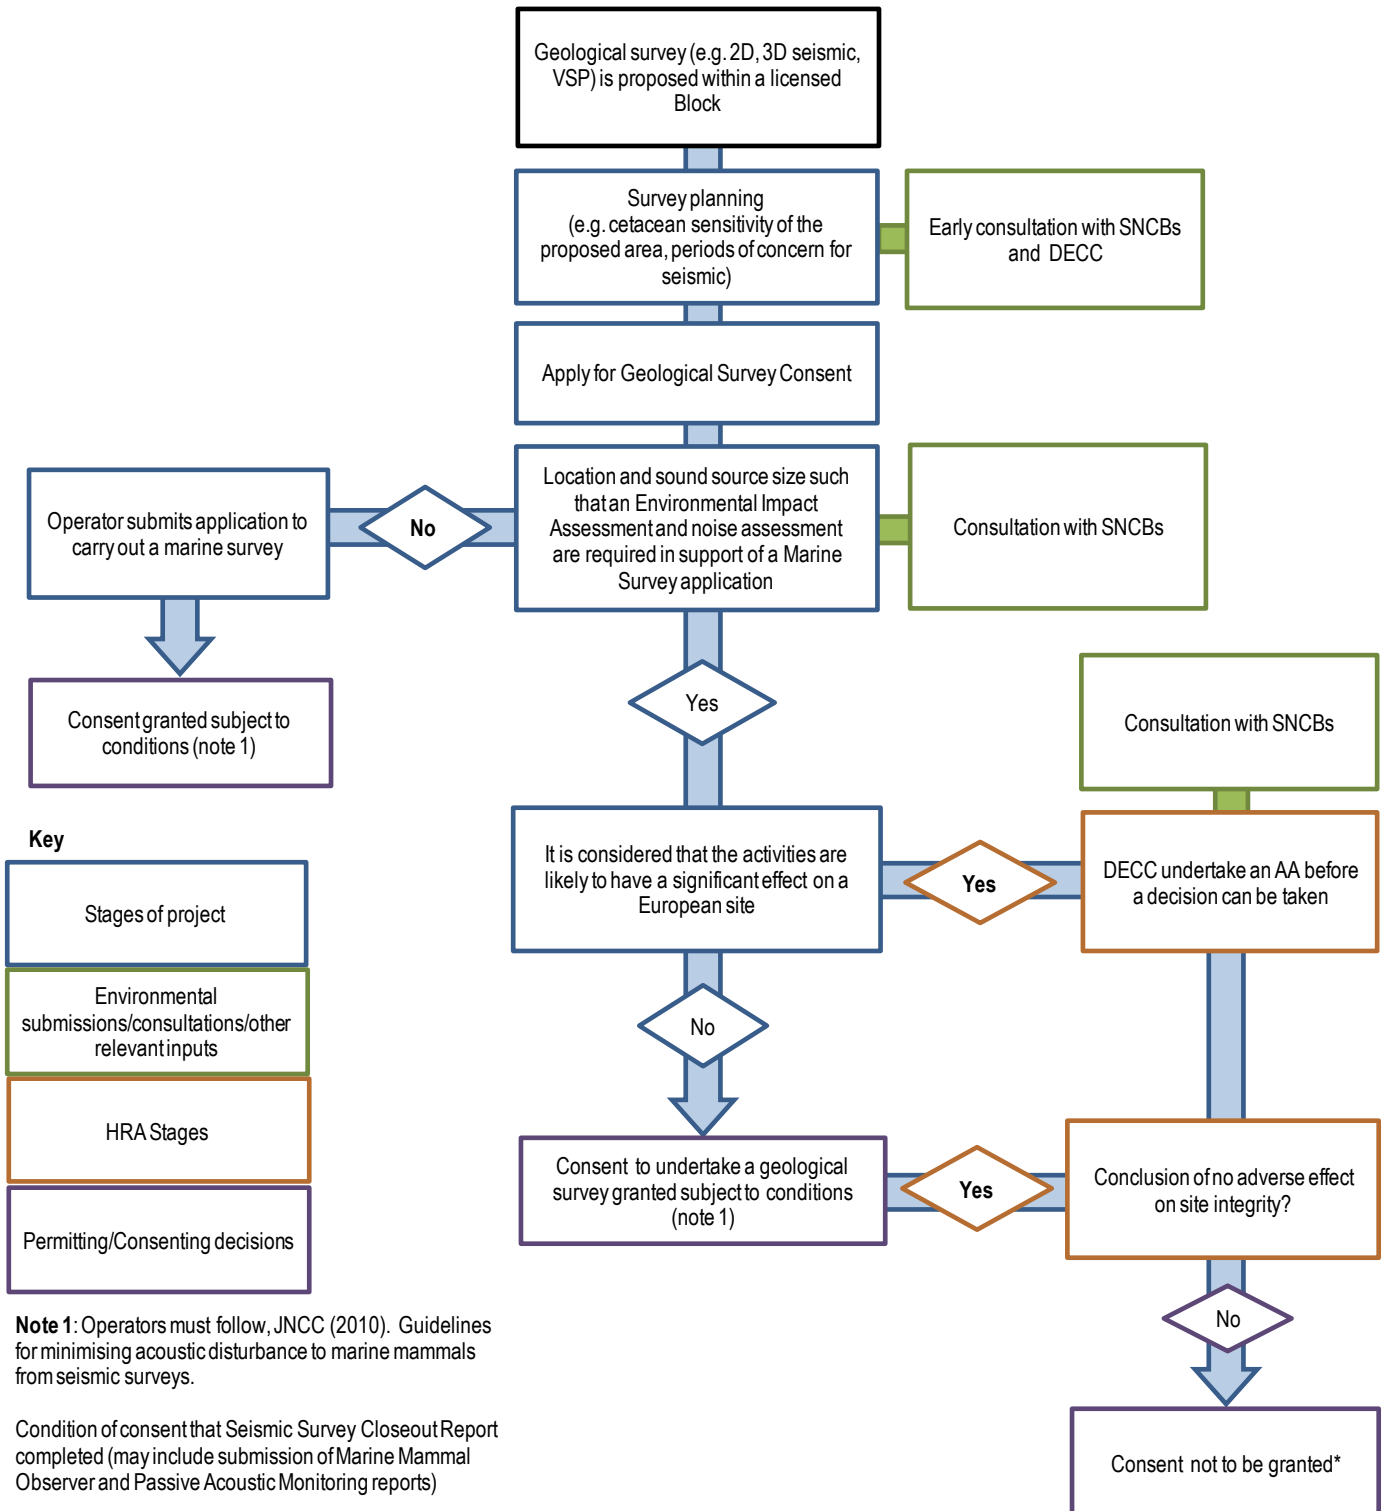 Geological survey (e.g. 2D, 3D seismic,
VSP) is proposed within a licensed
Block
Survey planning
(e.g. cetacean sensitivity of the
proposed area, periods of concern for
seismic)
Early consultation with SNCBs
and DECC
Apply for Geological Survey Consent
Operator submits application to
carry out a marine survey
No
Location and sound source size such
that an Environmental Impact
Assessment and noise assessment
are required in support of a Marine
Survey application
Consultation with SNCBs
Consent granted subject to
conditions (note 1)
Yes
Consultation with SNCBs
It is considered that the activities are
likely to have a significant effect on a
European site
Yes
DECC undertake an AA before
a decision can be taken
No
Consent to undertake a geological
survey granted subject to conditions
(note 1)
Yes
Conclusion of no adverse effect
on site integrity?
No
Consent not to be granted*
Key
Stages of project
Environmental
submissions/consultations/other
relevant inputs
HRA Stages
Permitting/Consenting decisions
Note 1: Operators must follow, JNCC (2010). Guidelines
for minimising acoustic disturbance to marine mammals
from seismic surveys.
Condition of consent that Seismic Survey Closeout Report
completed (may include submission of Marine Mammal
Observer and Passive Acoustic Monitoring reports)